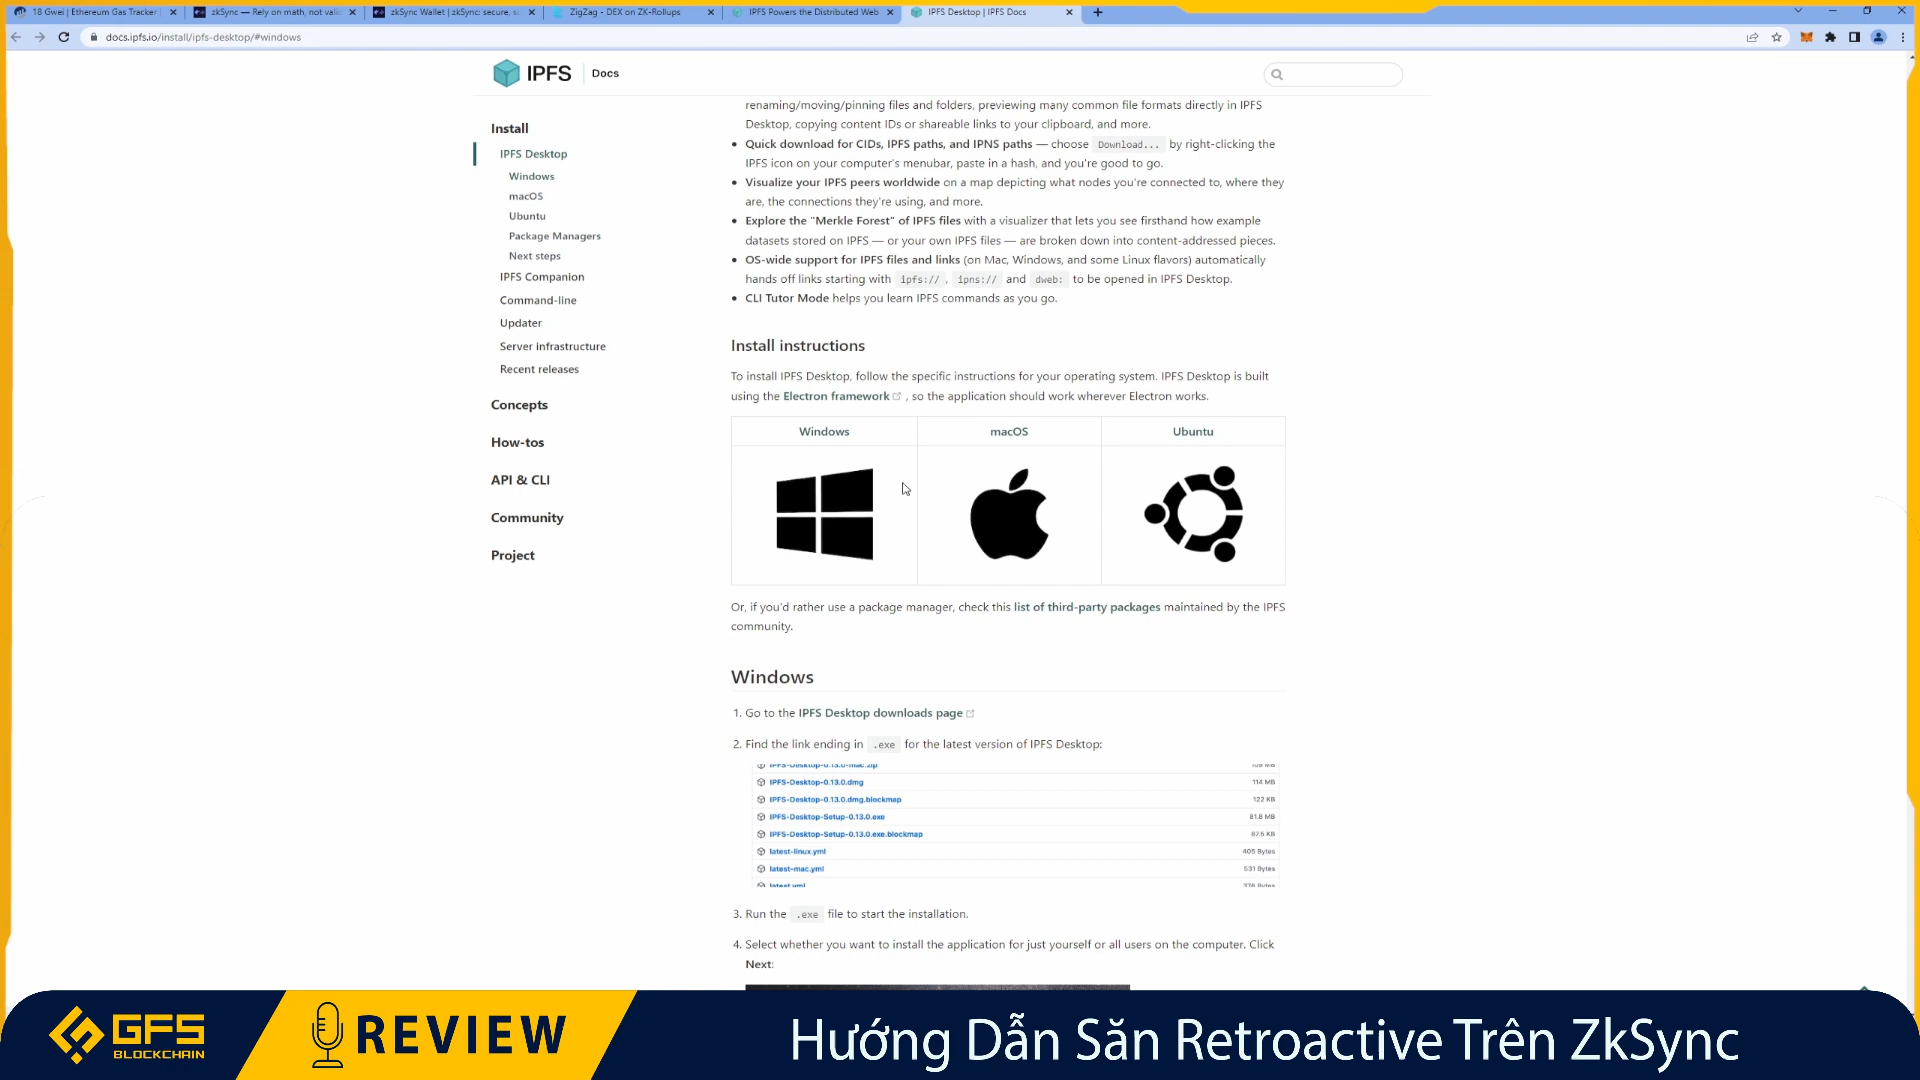 18 Gwei | Ethereum Gas Tracker
zkSync — Rely on math, not valid
zkSync Wallet | zkSync: secure, s
ZigZag - DEX on ZK-Rollups
IPFS Powers the Distributed Web
IPFS Desktop | IPFS Docs
docs.ipfs.io/install/ipfs-desktop/#windows
IPFS Docs
Install
IPFS Desktop
Windows
macOS
Ubuntu
Package Managers
Next steps
IPFS Companion
Command-line
Updater
Server infrastructure
Recent releases
Concepts
How-tos
API & CLI
Community
Project
renaming/moving/pinning files and folders, previewing many common file formats directly in IPFS
Desktop, copying content IDs or shareable links to your clipboard, and more.
• Quick download for CIDs, IPFS paths, and IPNS paths — choose Download... by right-clicking the
IPFS icon on your computer's menubar, paste in a hash, and you're good to go.
• Visualize your IPFS peers worldwide on a map depicting what nodes you're connected to, where they
are, the connections they're using, and more.
• Explore the "Merkle Forest" of IPFS files with a visualizer that lets you see firsthand how example
datasets stored on IPFS — or your own IPFS files — are broken down into content-addressed pieces.
• OS-wide support for IPFS files and links (on Mac, Windows, and some Linux flavors) automatically
hands off links starting with ipfs:// , ipns:// and dweb: to be opened in IPFS Desktop.
• CLI Tutor Mode helps you learn IPFS commands as you go.
Install instructions
To install IPFS Desktop, follow the specific instructions for your operating system. IPFS Desktop is built
using the Electron framework , so the application should work wherever Electron works.
Windows macOS Ubuntu
Or, if you'd rather use a package manager, check this list of third-party packages maintained by the IPFS
community.
Windows
1. Go to the IPFS Desktop downloads page
2. Find the link ending in .exe for the latest version of IPFS Desktop:
IPFS-Desktop-0.13.0-mac.zip 109 MB
IPFS-Desktop-0.13.0.dmg 114 MB
IPFS-Desktop-0.13.0.dmg.blockmap 122 KB
IPFS-Desktop-Setup-0.13.0.exe 81.8 MB
IPFS-Desktop-Setup-0.13.0.exe.blockmap 87.5 KB
latest-linux.yml 405 Bytes
latest-mac.yml 531 Bytes
latest.yml 376 Bytes
3. Run the .exe file to start the installation.
4. Select whether you want to install the application for just yourself or all users on the computer. Click
Next:
GFS
BLOCKCHAIN
REVIEW
Hướng Dẫn Săn Retroactive Trên ZkSync